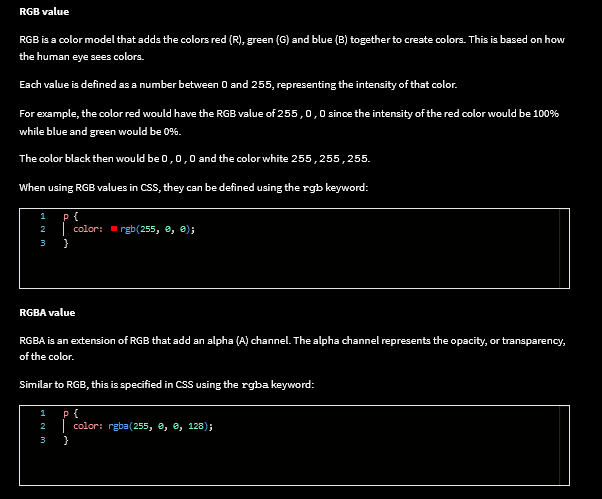 RGB value
RGB is a color model that adds the colors red (R), green (G) and blue (B) together to create colors. This is based on how
the human eye sees colors.
Each value is defined as a number between 0 and 255, representing the intensity of that color.
For example, the color red would have the RGB value of 255, 0, 0 since the intensity of the red color would be 100%
while blue and green would be 0%.
The color black then would be 0, 0, 0 and the color white 255, 255, 255.
When using RGB values in CSS, they can be defined using the rgb keyword:
1 p {
2 color: rgb(255, 0, 0);
3 }
RGBA value
RGBA is an extension of RGB that add an alpha (A) channel. The alpha channel represents the opacity, or transparency,
of the color.
Similar to RGB, this is specified in CSS using the rgba keyword:
1 p {
2 color: rgba(255, 0, 0, 128);
3 }